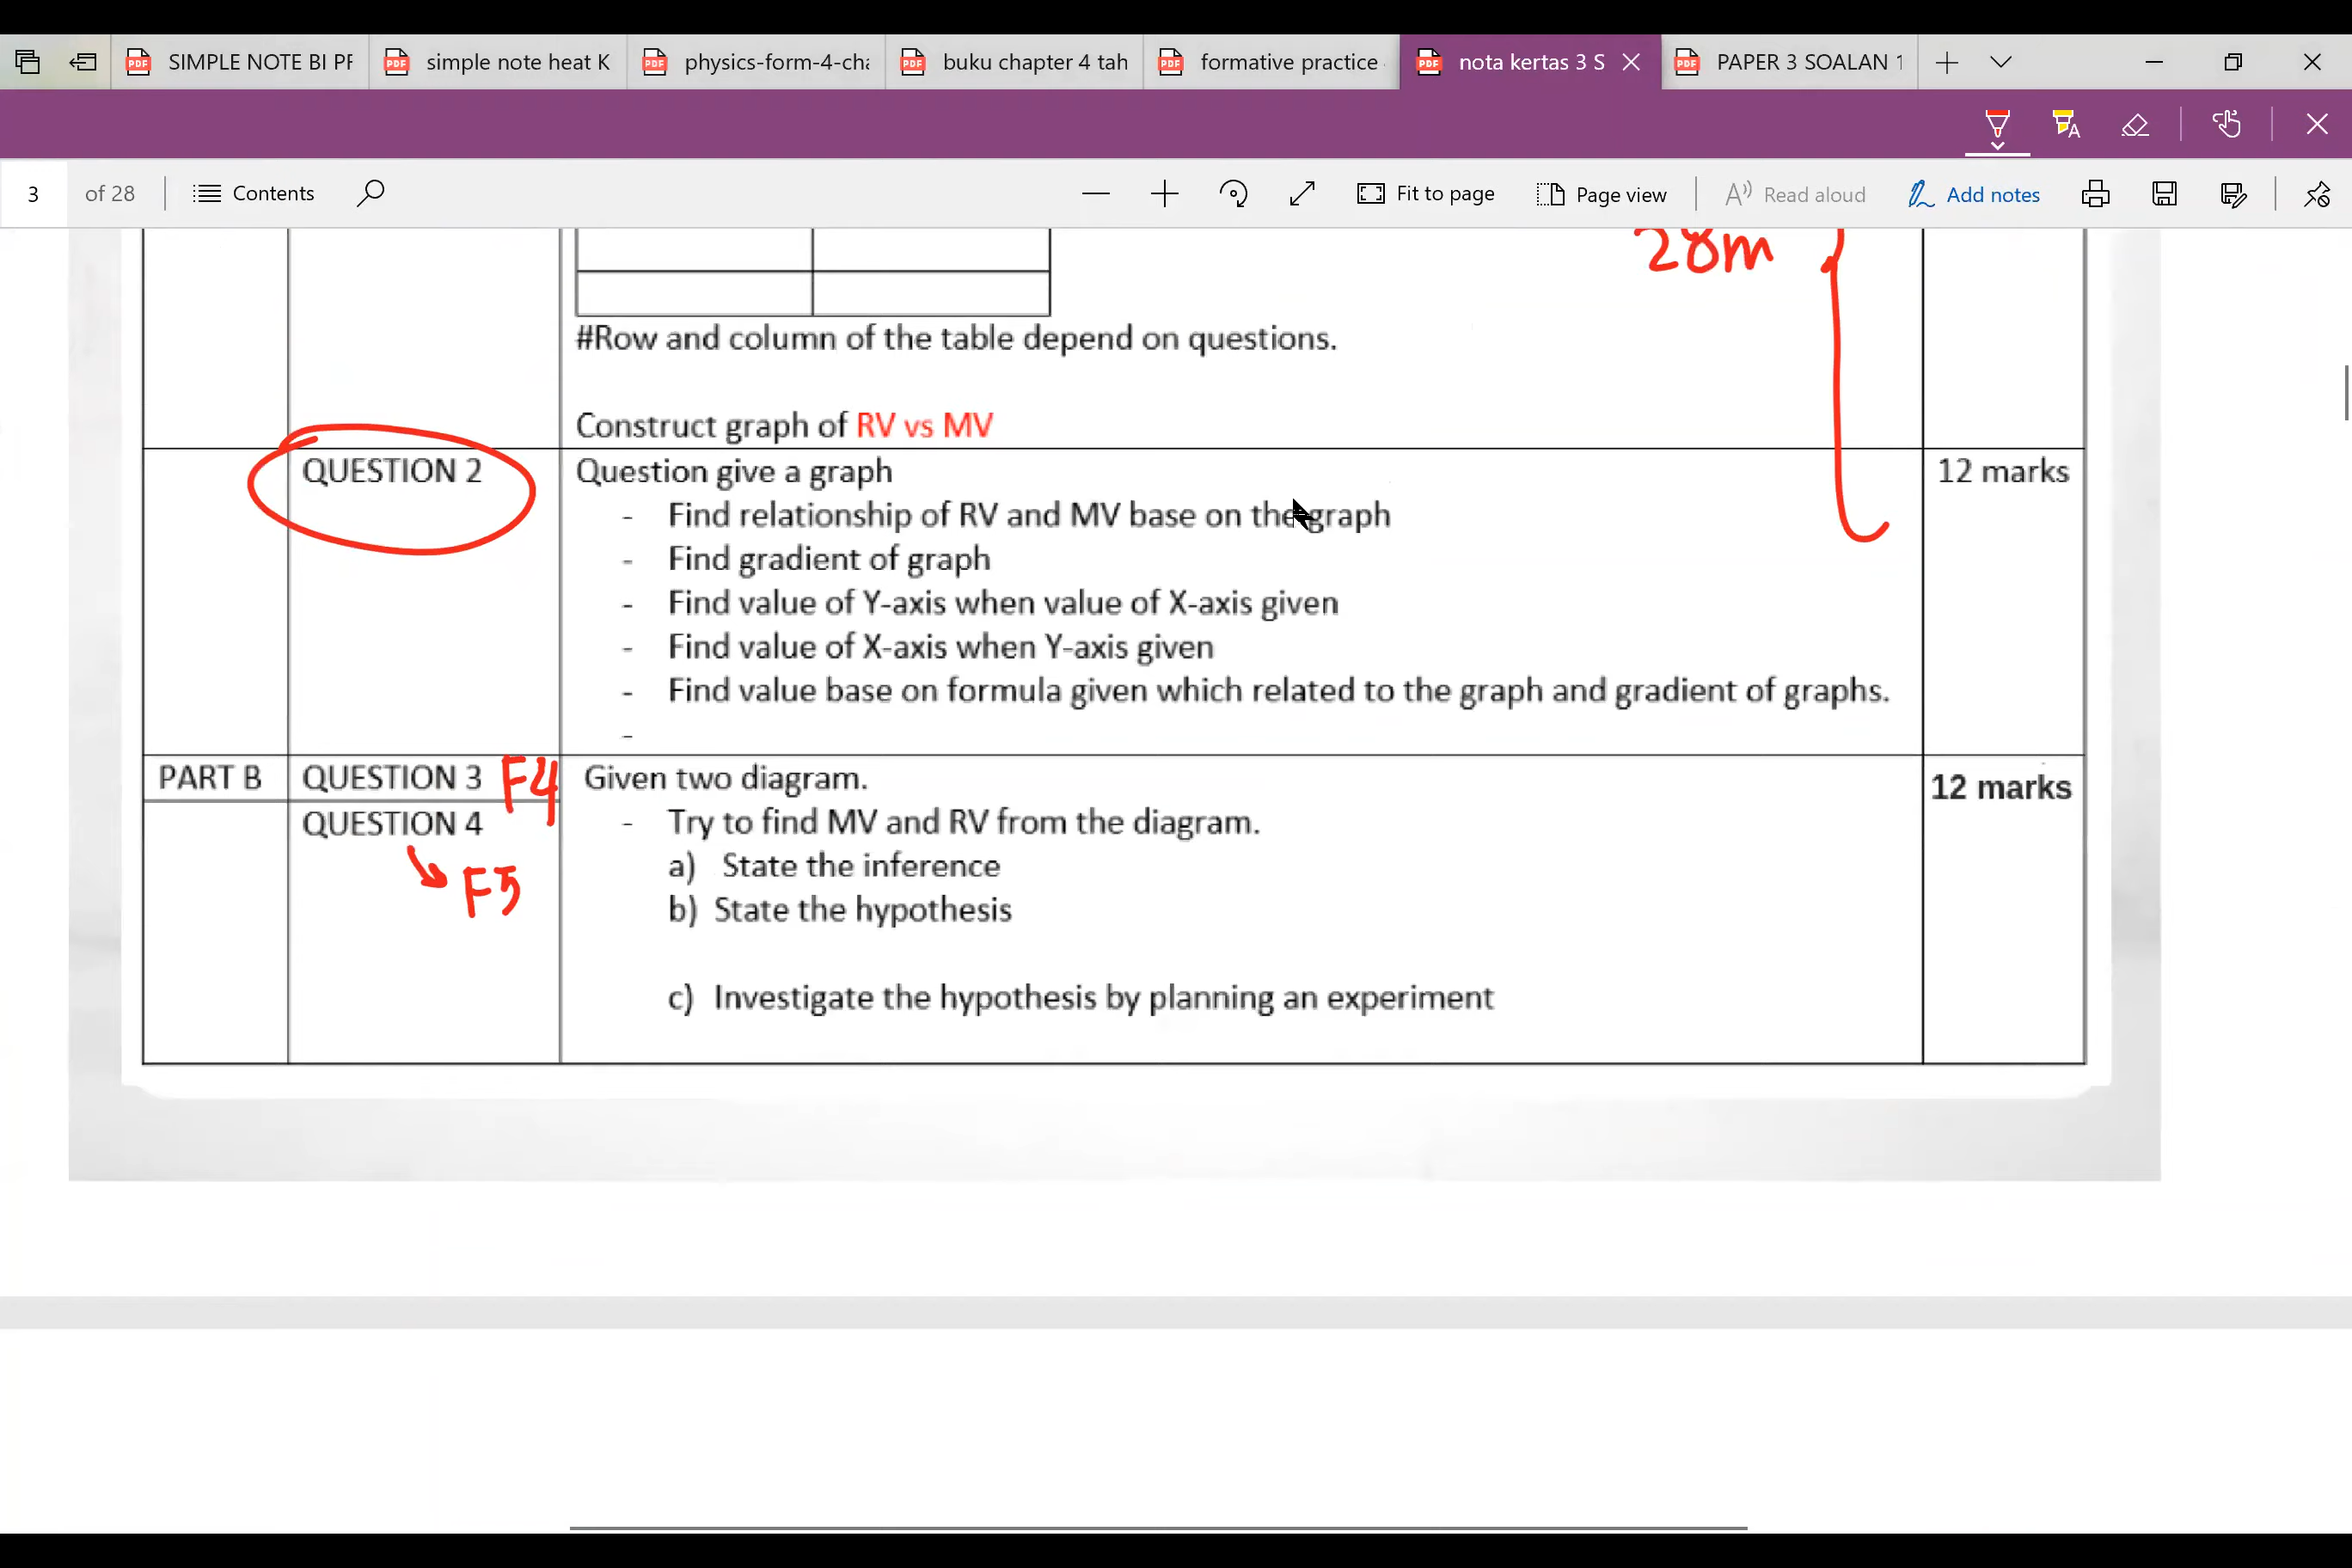 SIMPLE NOTE BI PF
simple note heat K
physics-form-4-cha
buku chapter 4 tah
formative practice
nota kertas 3 S
PAPER 3 SOALAN 1
3 of 28
Contents
Fit to page
Page view
Read aloud
Add notes
28m
#Row and column of the table depend on questions.
Construct graph of RV vs MV
QUESTION 2
Question give a graph
12 marks
- Find relationship of RV and MV base on the graph
- Find gradient of graph
- Find value of Y-axis when value of X-axis given
- Find value of X-axis when Y-axis given
- Find value base on formula given which related to the graph and gradient of graphs.
-
PART B
QUESTION 3 F4
Given two diagram.
12 marks
QUESTION 4
F5
- Try to find MV and RV from the diagram.
a) State the inference
b) State the hypothesis
c) Investigate the hypothesis by planning an experiment